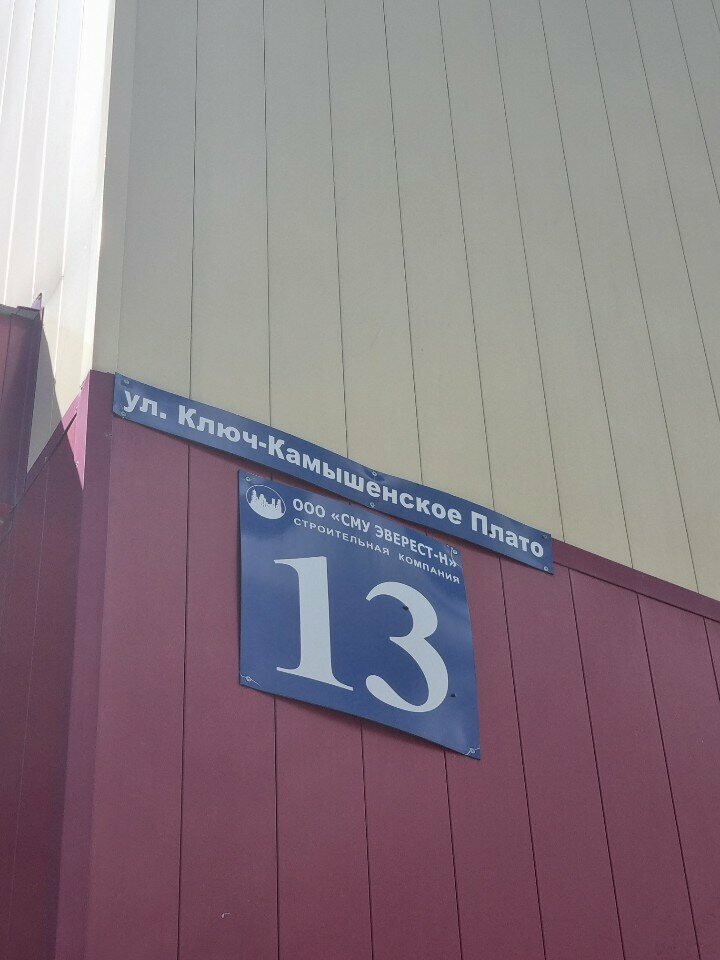 ул. Ключ-Камышенское Плато
ООО «СМУ ЭВЕРЕСТ-Н»
СТРОИТЕЛЬНАЯ КОМПАНИЯ
13